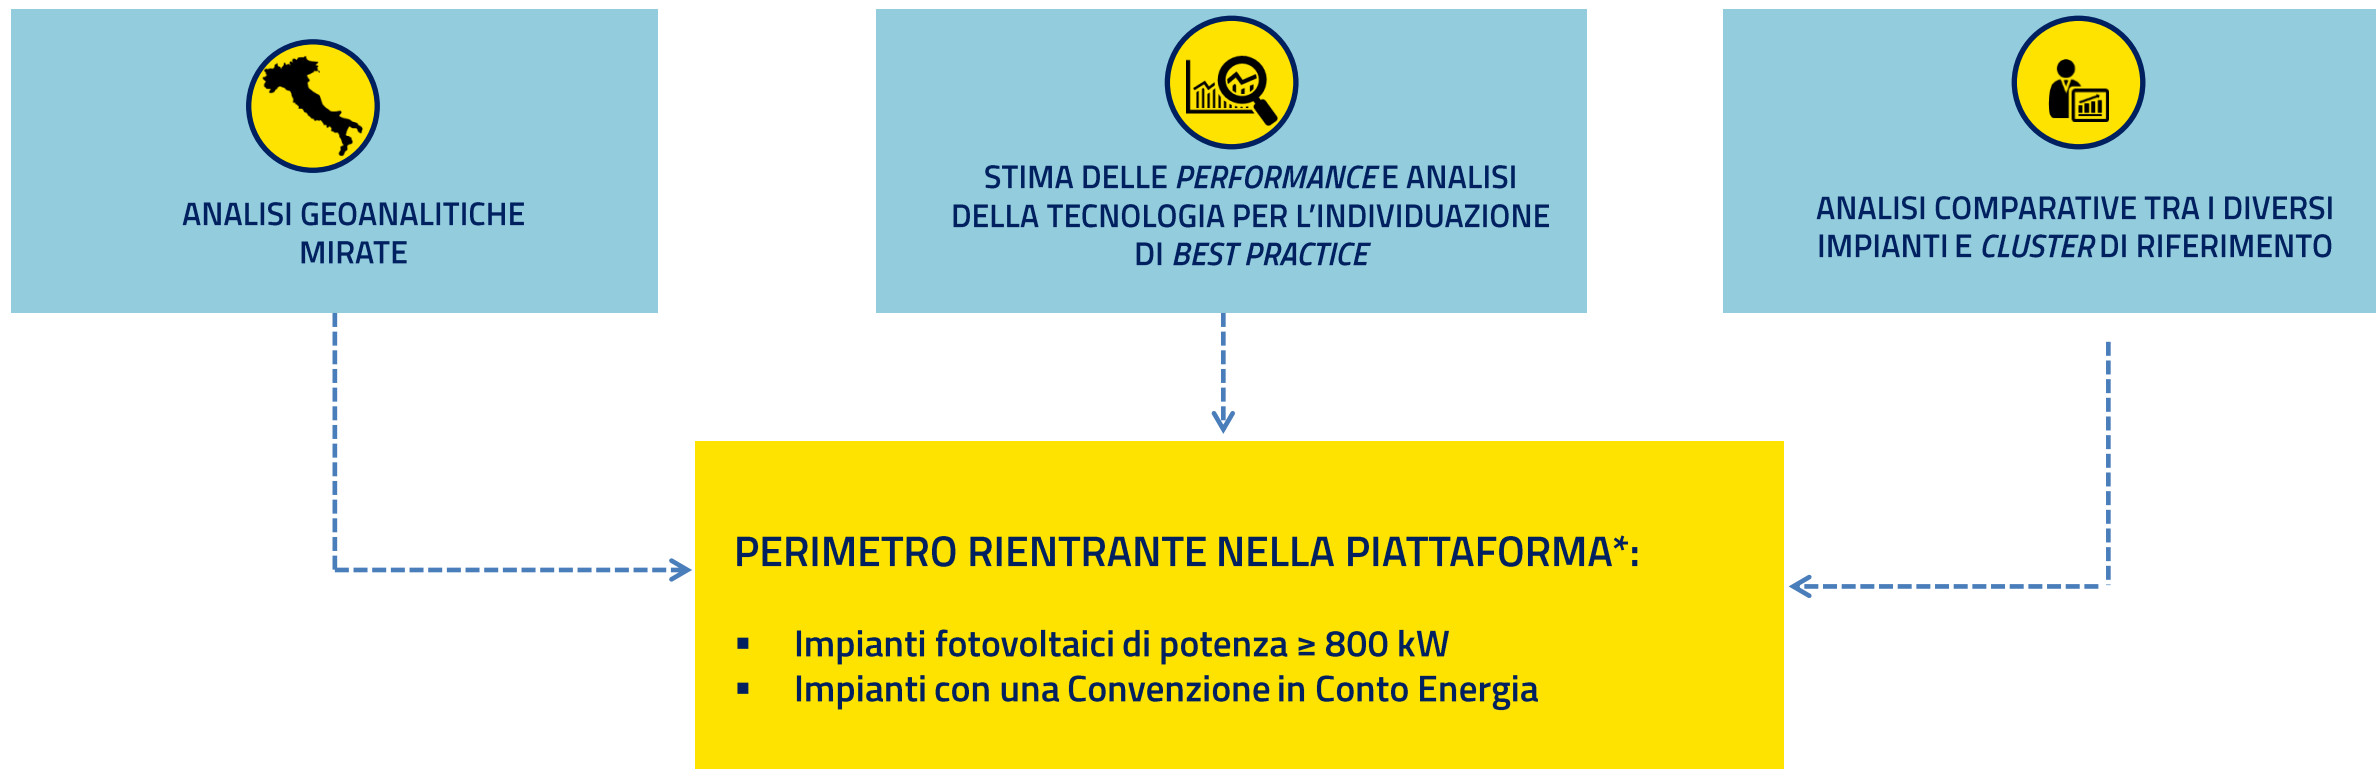 ANALISI GEOANALITICHE
MIRATE
STIMA DELLE PERFORMANCE E ANALISI
DELLA TECNOLOGIA PER L’INDIVIDUAZIONE
DI BEST PRACTICE
ANALISI COMPARATIVE TRA I DIVERSI
IMPIANTI E CLUSTER DI RIFERIMENTO
PERIMETRO RIENTRANTE NELLA PIATTAFORMA*:
▪ Impianti fotovoltaici di potenza ≥ 800 kW
▪ Impianti con una Convenzione in Conto Energia